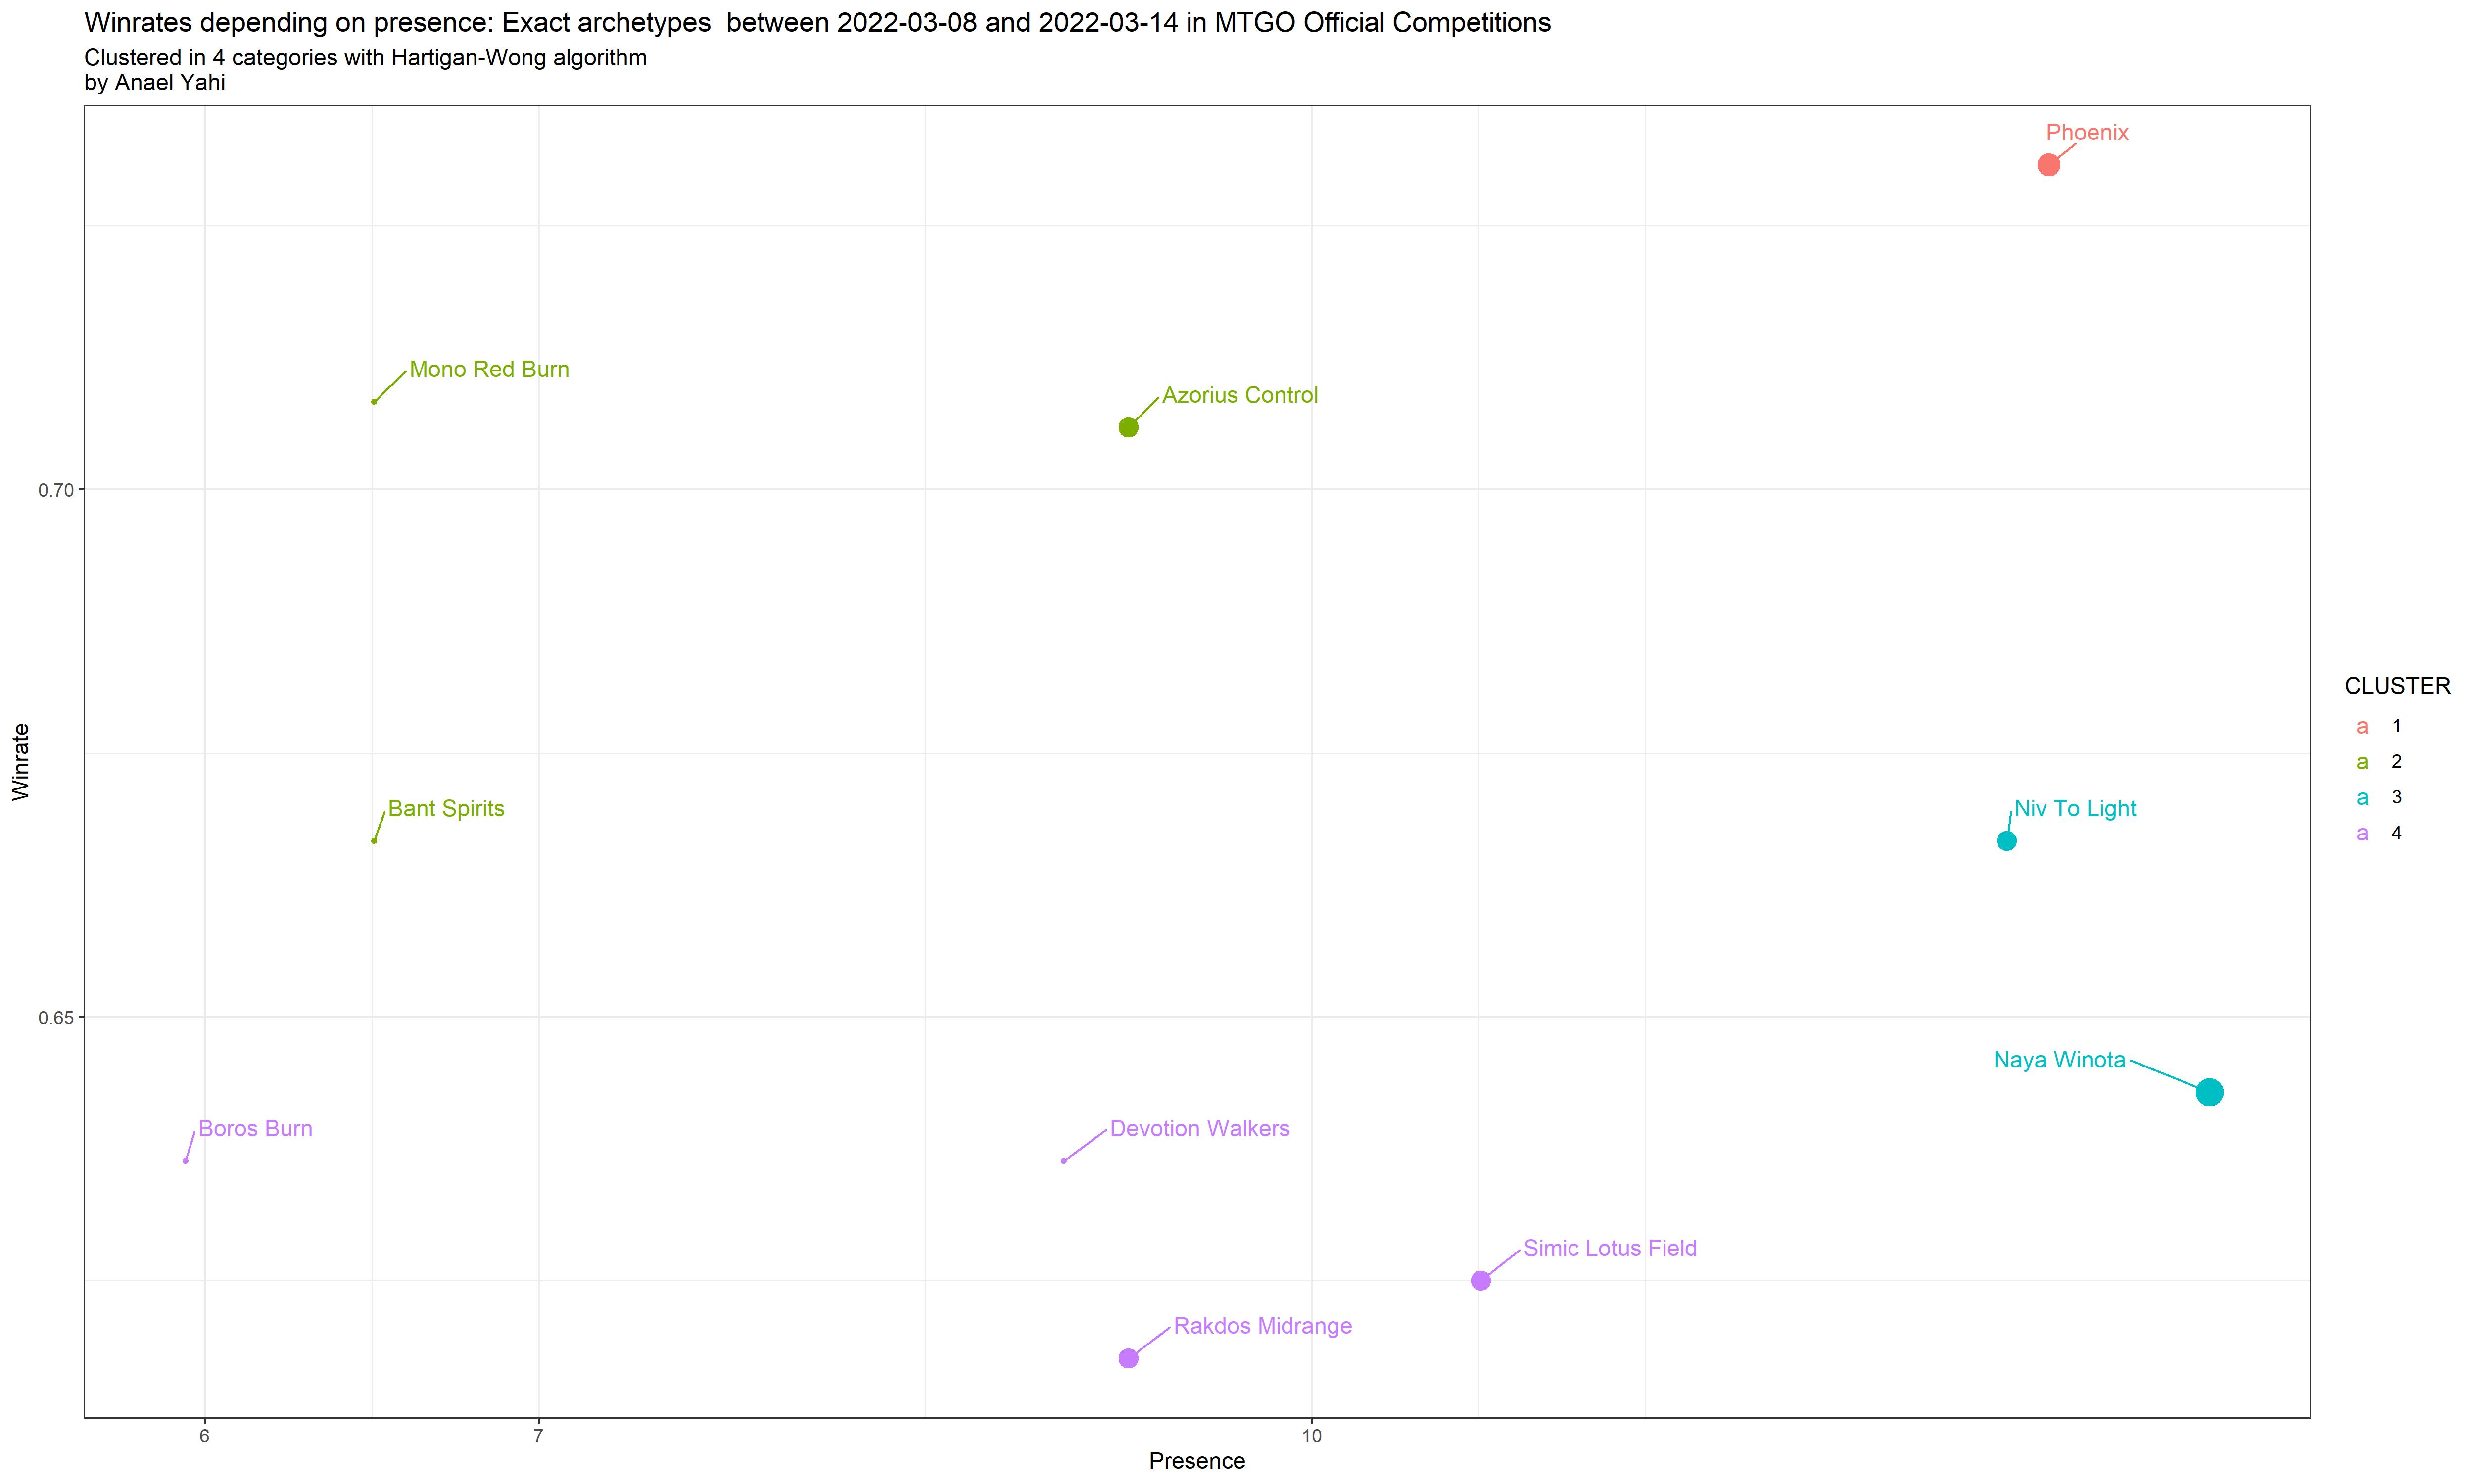 Winrates depending on presence: Exact archetypes  between 2022-03-08 and 2022-03-14 in MTGO Official Competitions
Clustered in 4 categories with Hartigan-Wong algorithm
by Anael Yahi
Phoenix
Mono Red Burn
Azorius Control
0.70
Winrate
Bant Spirits
Niv To Light
0.65
Naya Winota
Boros Burn
Devotion Walkers
Simic Lotus Field
Rakdos Midrange
6
7
10
Presence
CLUSTER
a 1
a 2
a 3
a 4